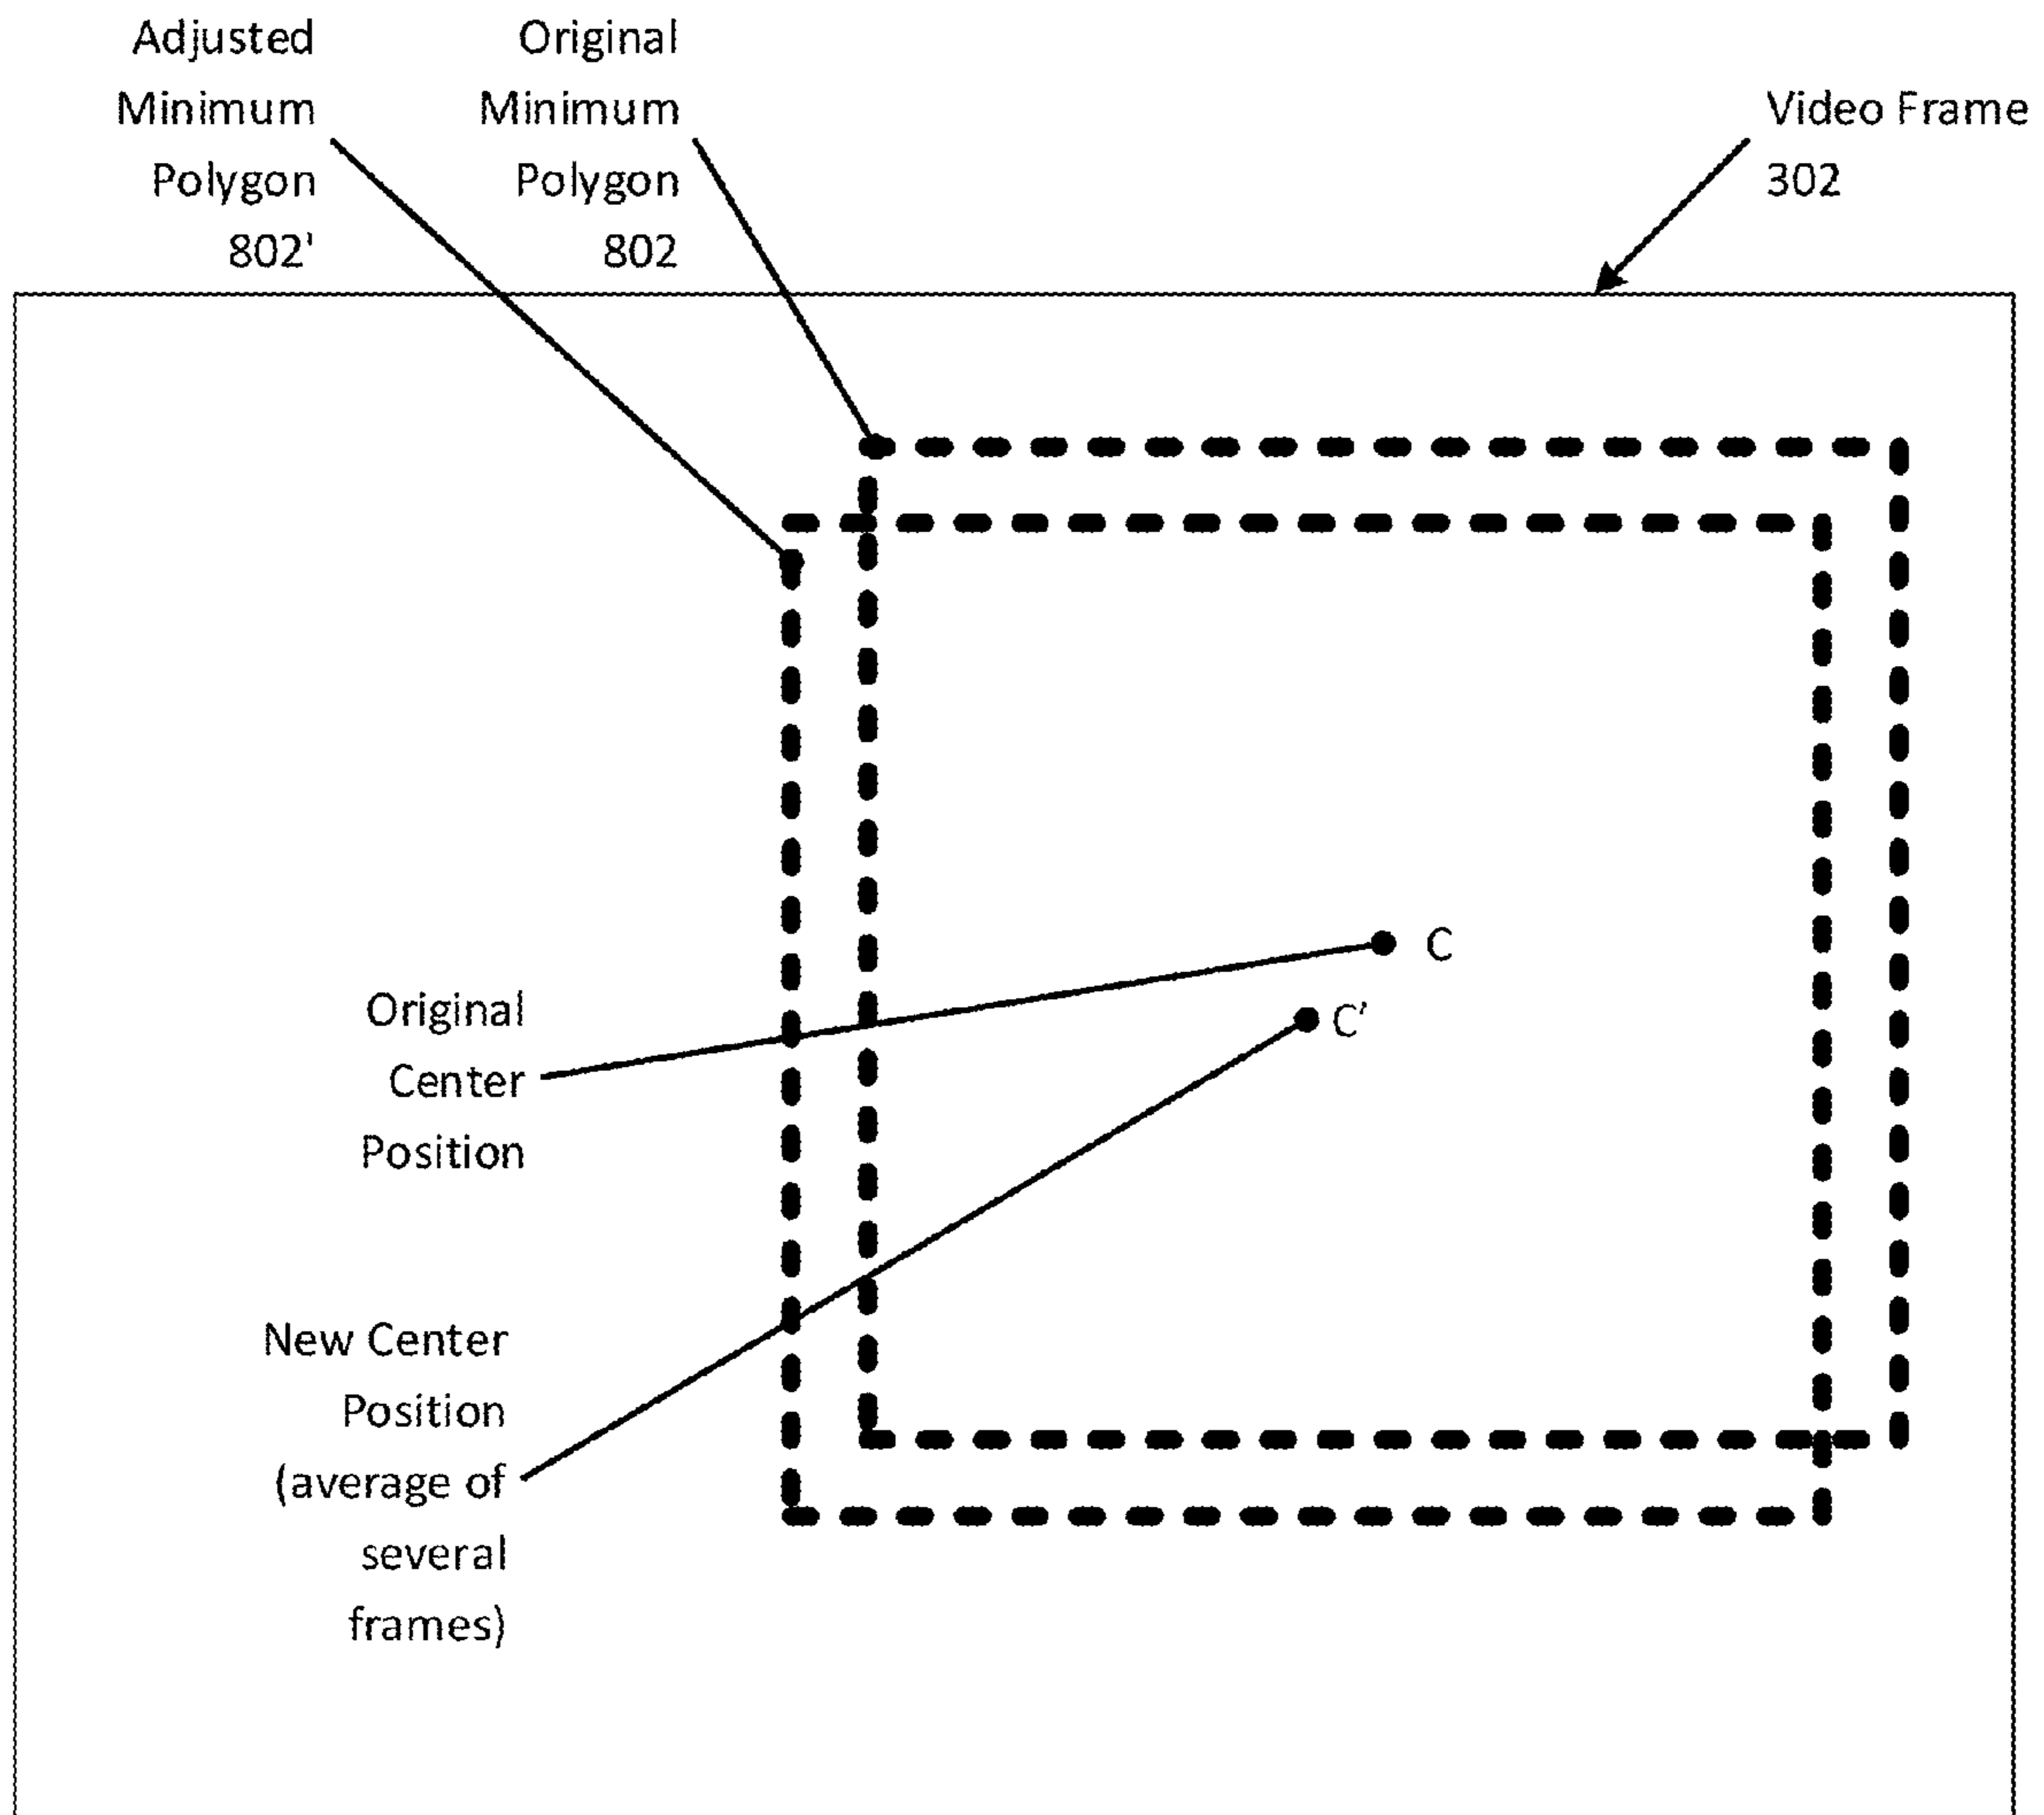 Adjusted
Minimum
Polygon
802'
Original
Minimum
Polygon
802
Video Frame
302
C
C'
Original
Center
Position
New Center
Position
(average of
several
frames)